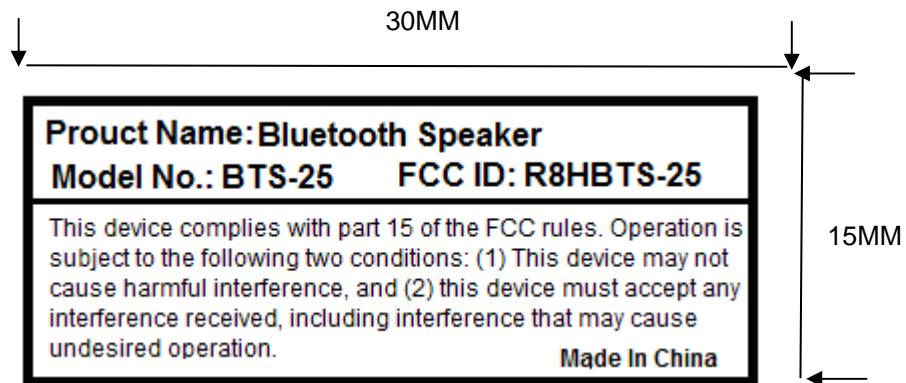 30MM
Prouct Name: Bluetooth Speaker
Model No.: BTS-25 FCC ID: R8HBTS-25
This device complies with part 15 of the FCC rules. Operation is
subject to the following two conditions: (1) This device may not
cause harmful interference, and (2) this device must accept any
interference received, including interference that may cause
undesired operation.
Made In China
15MM